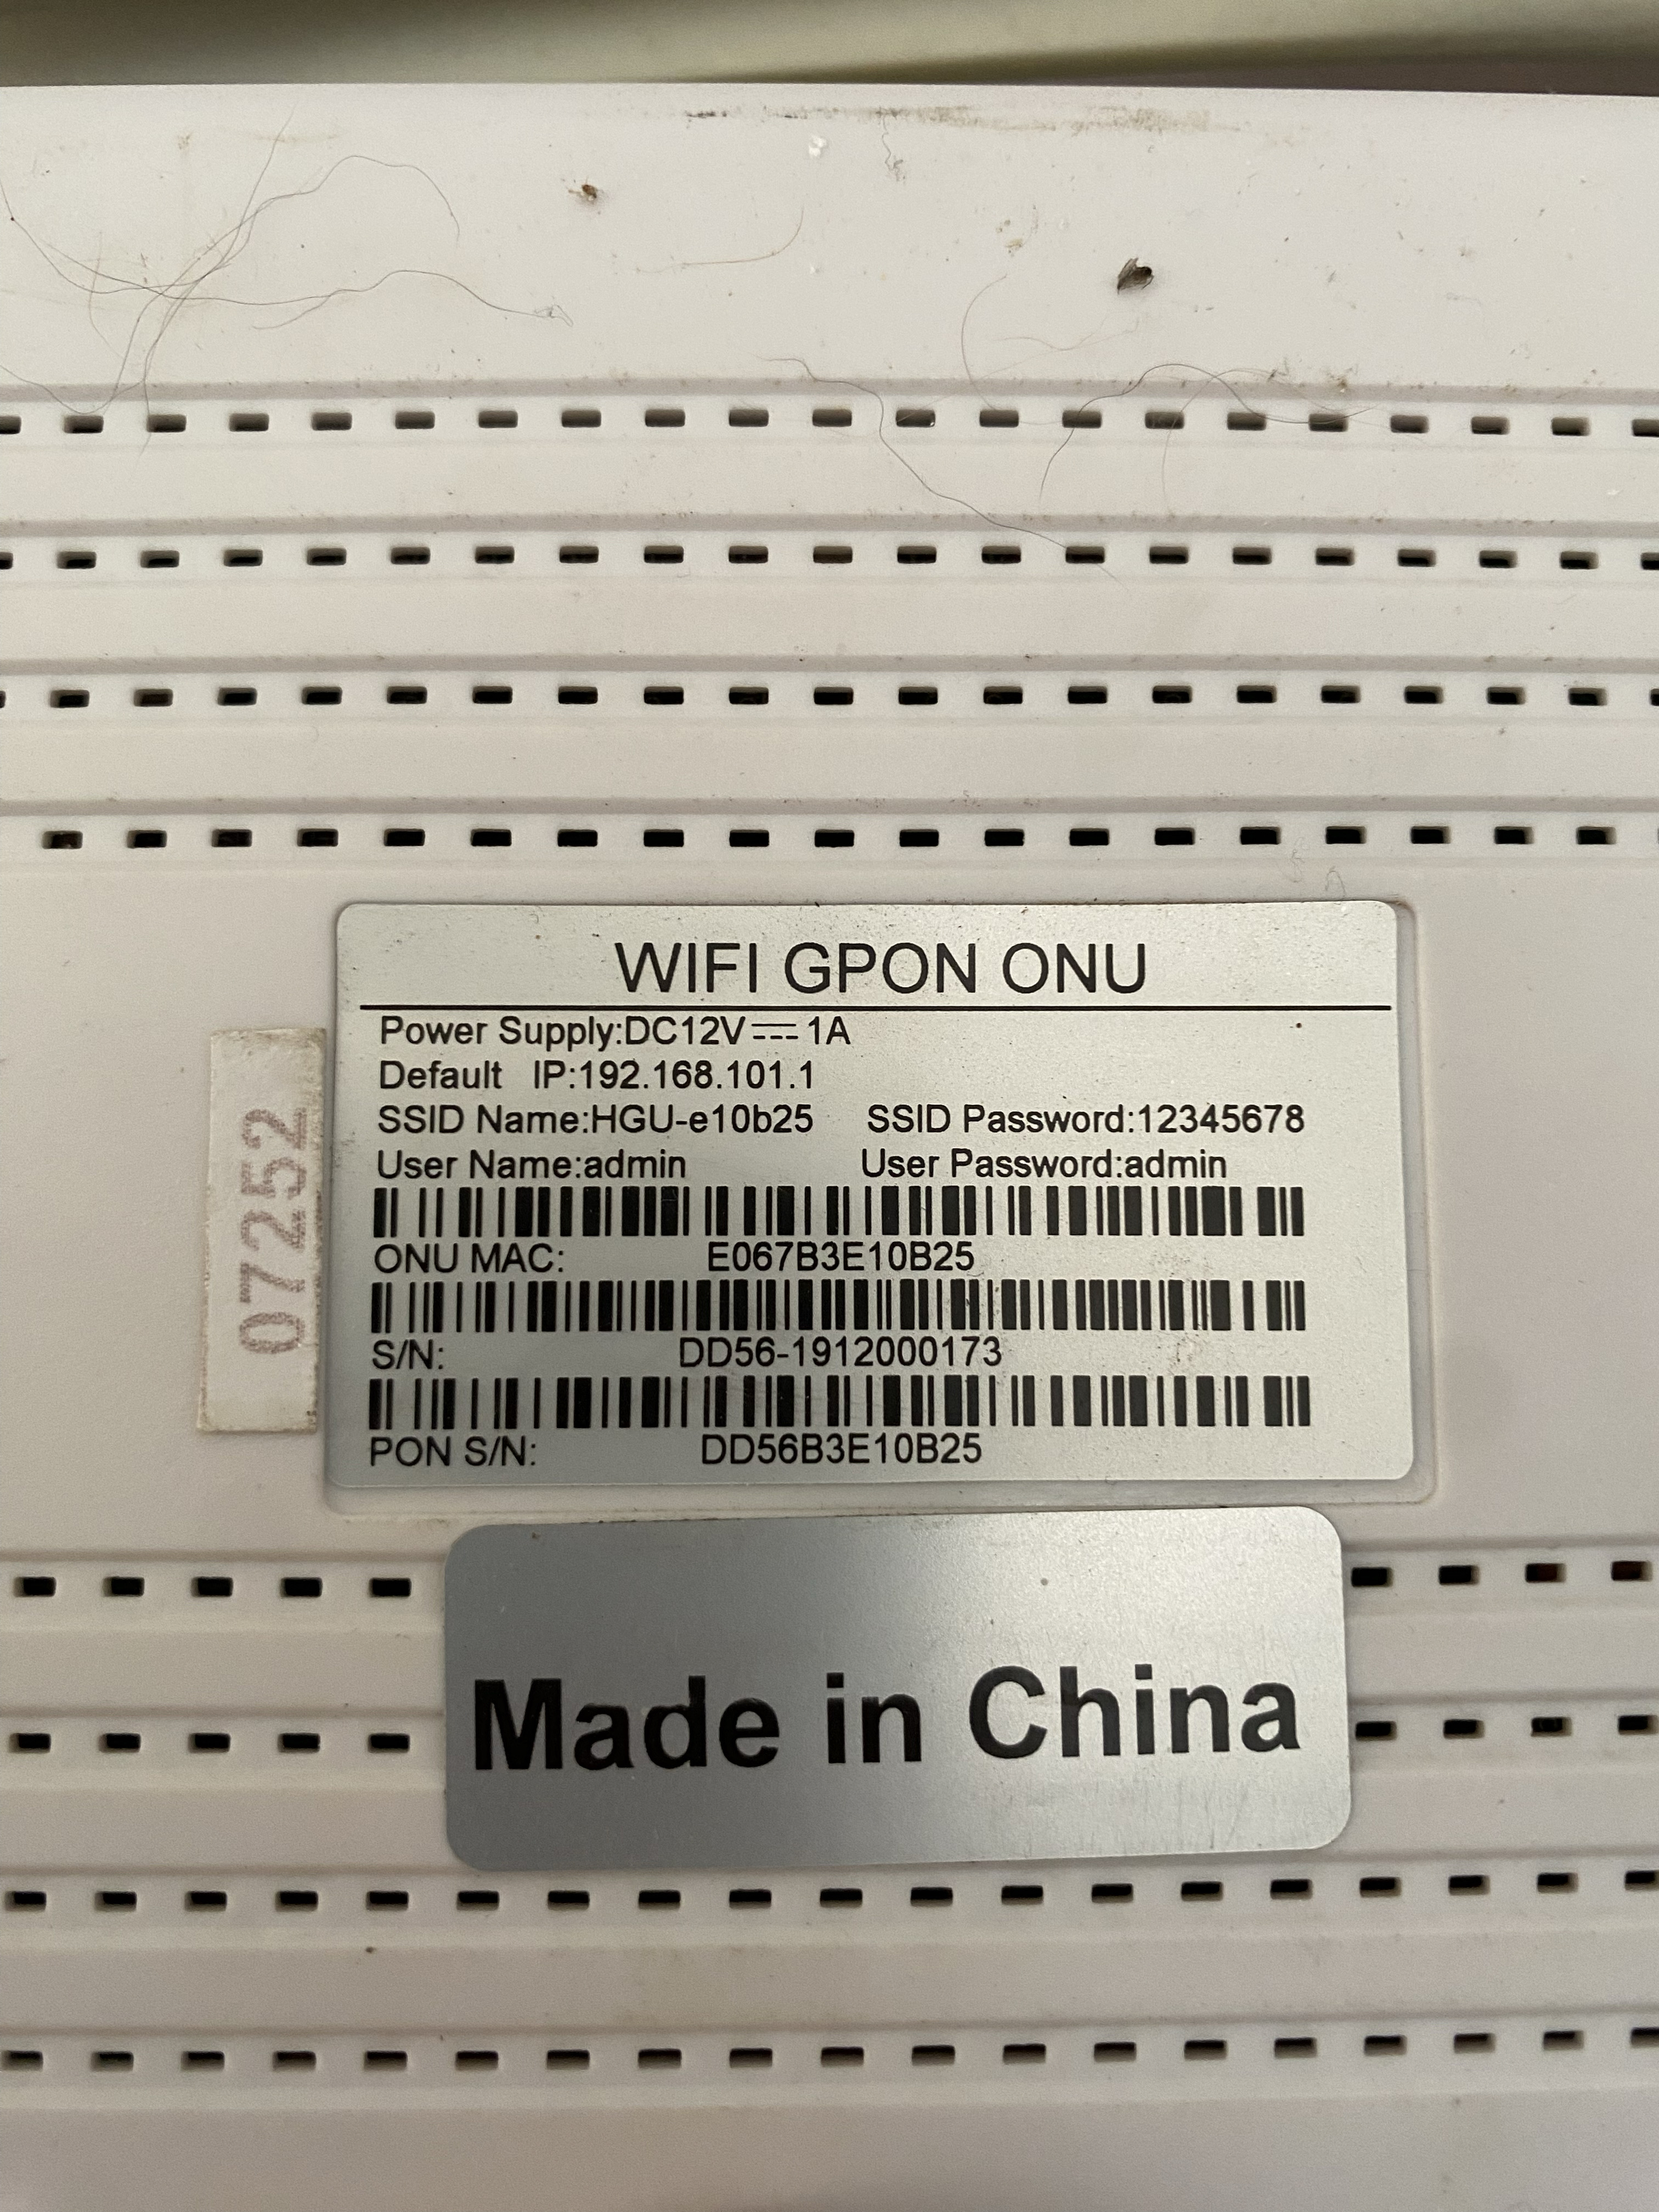 WIFI GPON ONU
Power Supply:DC12V⎓1A
Default IP:192.168.101.1
SSID Name:HGU-e10b25 SSID Password:12345678
User Name:admin User Password:admin
ONU MAC: E067B3E10B25
S/N: DD56-1912000173
PON S/N: DD56B3E10B25
07252
Made in China